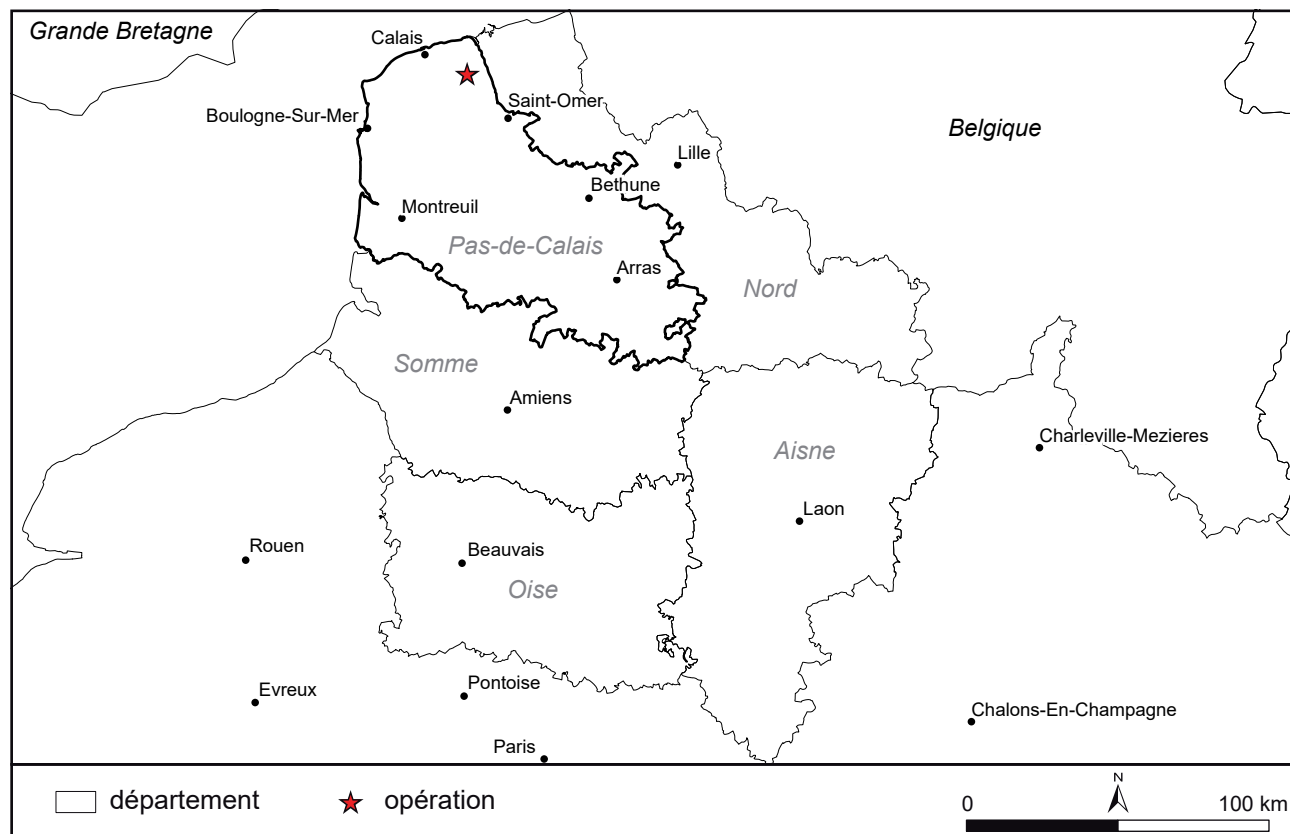 Grande Bretagne
Calais
Saint-Omer
Boulogne-Sur-Mer
Belgique
Lille
Bethune
Montreuil
Pas-de-Calais
Arras
Nord
Somme
Amiens
Charleville-Mezieres
Aisne
Laon
Rouen
Beauvais
Oise
Evreux
Pontoise
Chalons-En-Champagne
Paris
département
opération
N
0 100 km